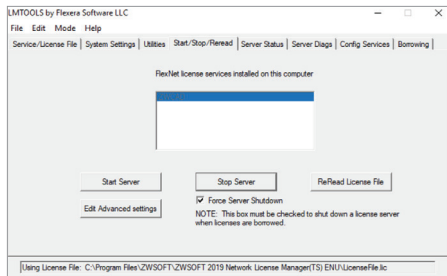 LMTOOLS by Flexera Software LLC
File Edit Mode Help
Service/License File System Settings Utilities Start/Stop/Reread Server Status Server Diags Config Services Borrowing
FlexNet license services installed on this computer
Start Server Stop Server ReRead License File
Edit Advanced settings Force Server Shutdown
NOTE: This box must be checked to shut down a license server
when licenses are borrowed.
Using License File: C:\Program Files\ZWSOFT\ZWSOFT 2019 Network License Manager(TS) ENU\LicenseFile.lic